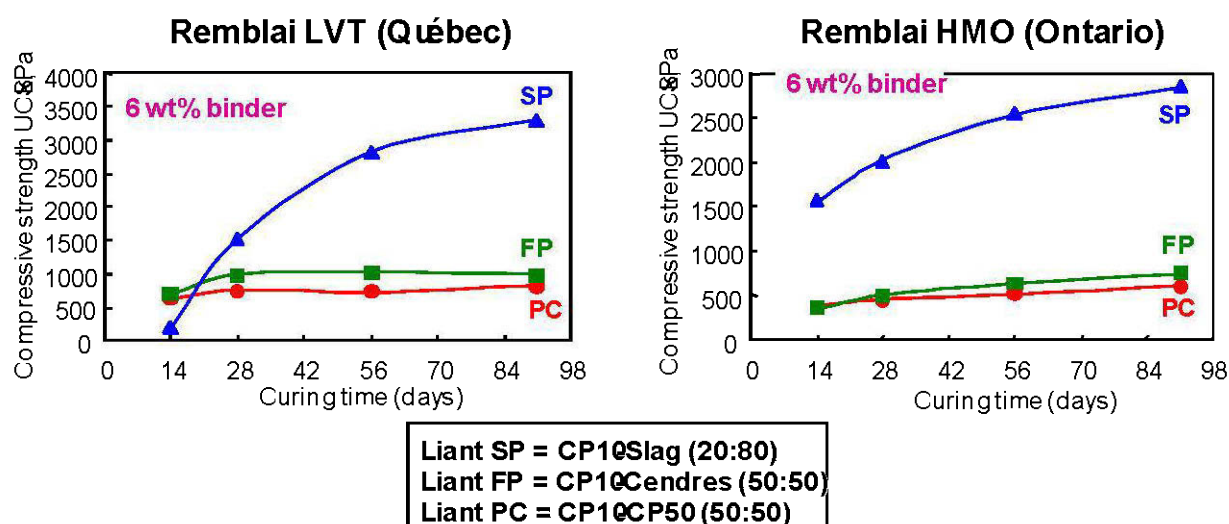 Remblai LVT (Québec)
Compressive strength UCS kPa
4000
3500
3000
2500
2000
1500
1000
500
0
6 wt% binder
SP
FP
PC
0 14 28 42 56 70 84 98
Curing time (days)
Remblai HMO (Ontario)
Compressive strength UCS kPa
3000
2500
2000
1500
1000
500
0
6 wt% binder
SP
FP
PC
0 14 28 42 56 70 84 98
Curing time (days)
Liant SP = CP10-Slag (20:80)
Liant FP = CP10-Cendres (50:50)
Liant PC = CP10-CP50 (50:50)